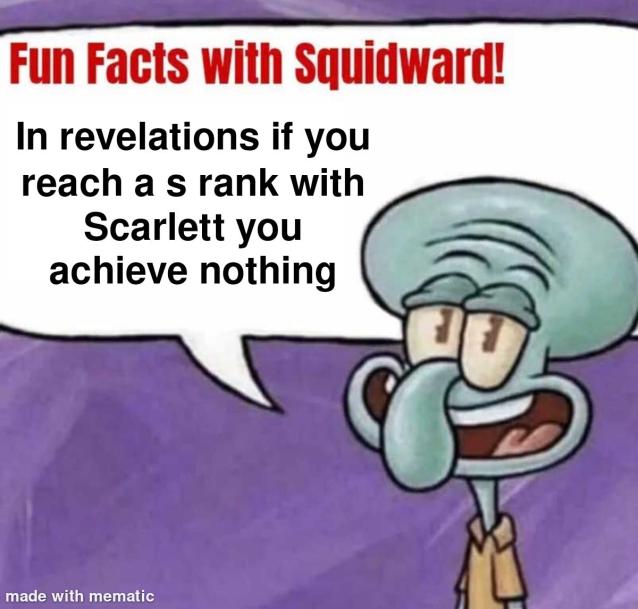 Fun Facts with Squidward!
In revelations if you
reach a s rank with
Scarlett you
achieve nothing
made with mematic